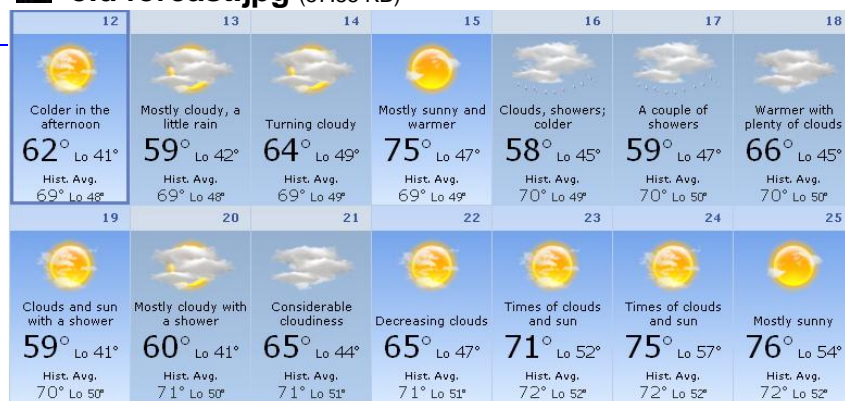 12 13 14 15 16 17 18
Colder in the afternoon
62° Lo 41°
Hist. Avg.
69° Lo 48°
Mostly cloudy, a little rain
59° Lo 42°
Hist. Avg.
69° Lo 48°
Turning cloudy
64° Lo 49°
Hist. Avg.
69° Lo 49°
Mostly sunny and warmer
75° Lo 47°
Hist. Avg.
69° Lo 49°
Clouds, showers; colder
58° Lo 45°
Hist. Avg.
70° Lo 49°
A couple of showers
59° Lo 47°
Hist. Avg.
70° Lo 50°
Warmer with plenty of clouds
66° Lo 45°
Hist. Avg.
70° Lo 50°
19 20 21 22 23 24 25
Clouds and sun with a shower
59° Lo 41°
Hist. Avg.
70° Lo 50°
Mostly cloudy with a shower
60° Lo 41°
Hist. Avg.
71° Lo 50°
Considerable cloudiness
65° Lo 44°
Hist. Avg.
71° Lo 51°
Decreasing clouds
65° Lo 47°
Hist. Avg.
71° Lo 51°
Times of clouds and sun
71° Lo 52°
Hist. Avg.
72° Lo 52°
Times of clouds and sun
75° Lo 57°
Hist. Avg.
72° Lo 52°
Mostly sunny
76° Lo 54°
Hist. Avg.
72° Lo 52°